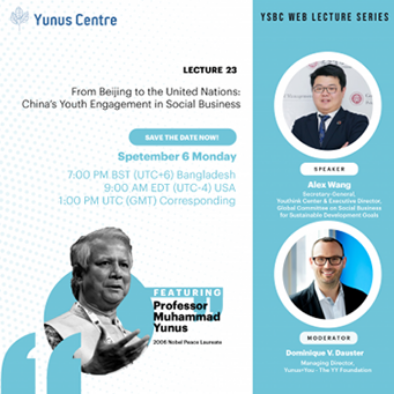 Yunus Centre
YSBC WEB LECTURE SERIES
LECTURE 23
From Beijing to the United Nations:
China's Youth Engagement in Social Business
SAVE THE DATE NOW!
Spetember 6 Monday
7:00 PM BST (UTC+6) Bangladesh
9:00 AM EDT (UTC-4) USA
1:00 PM UTC (GMT) Corresponding
FEATURING
Professor
Muhammad
Yunus
2006 Nobel Peace Laureate
SPEAKER
Alex Wang
Secretary-General,
Youthink Center & Executive Director,
Global Committee on Social Business
for Sustainable Development Goals
MODERATOR
Dominique V. Dauster
Managing Director,
Yunus+You - The YY Foundation